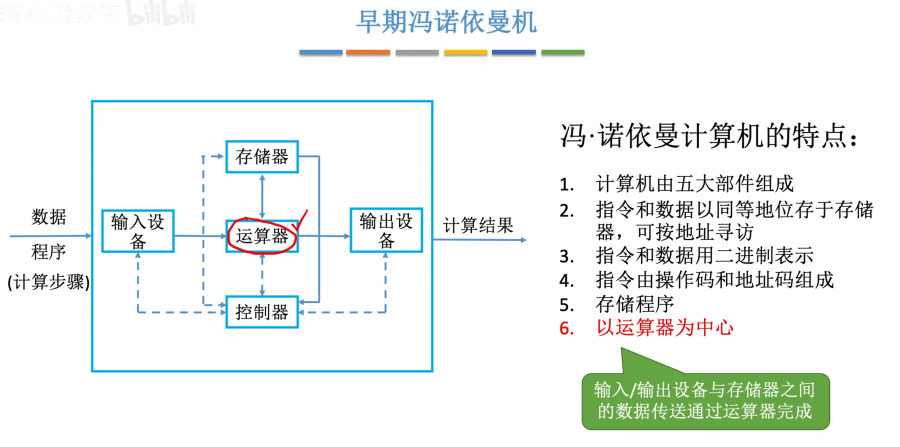 bilibili
早期冯诺依曼机
数据
程序
(计算步骤)
输入设
备
存储器
运算器
控制器
输出设
备
计算结果
冯·诺依曼计算机的特点：
1. 计算机由五大部件组成
2. 指令和数据以同等地位存于存储
器，可按地址寻访
3. 指令和数据用二进制表示
4. 指令由操作码和地址码组成
5. 存储程序
6. 以运算器为中心
输入/输出设备与存储器之间
的数据传送通过运算器完成